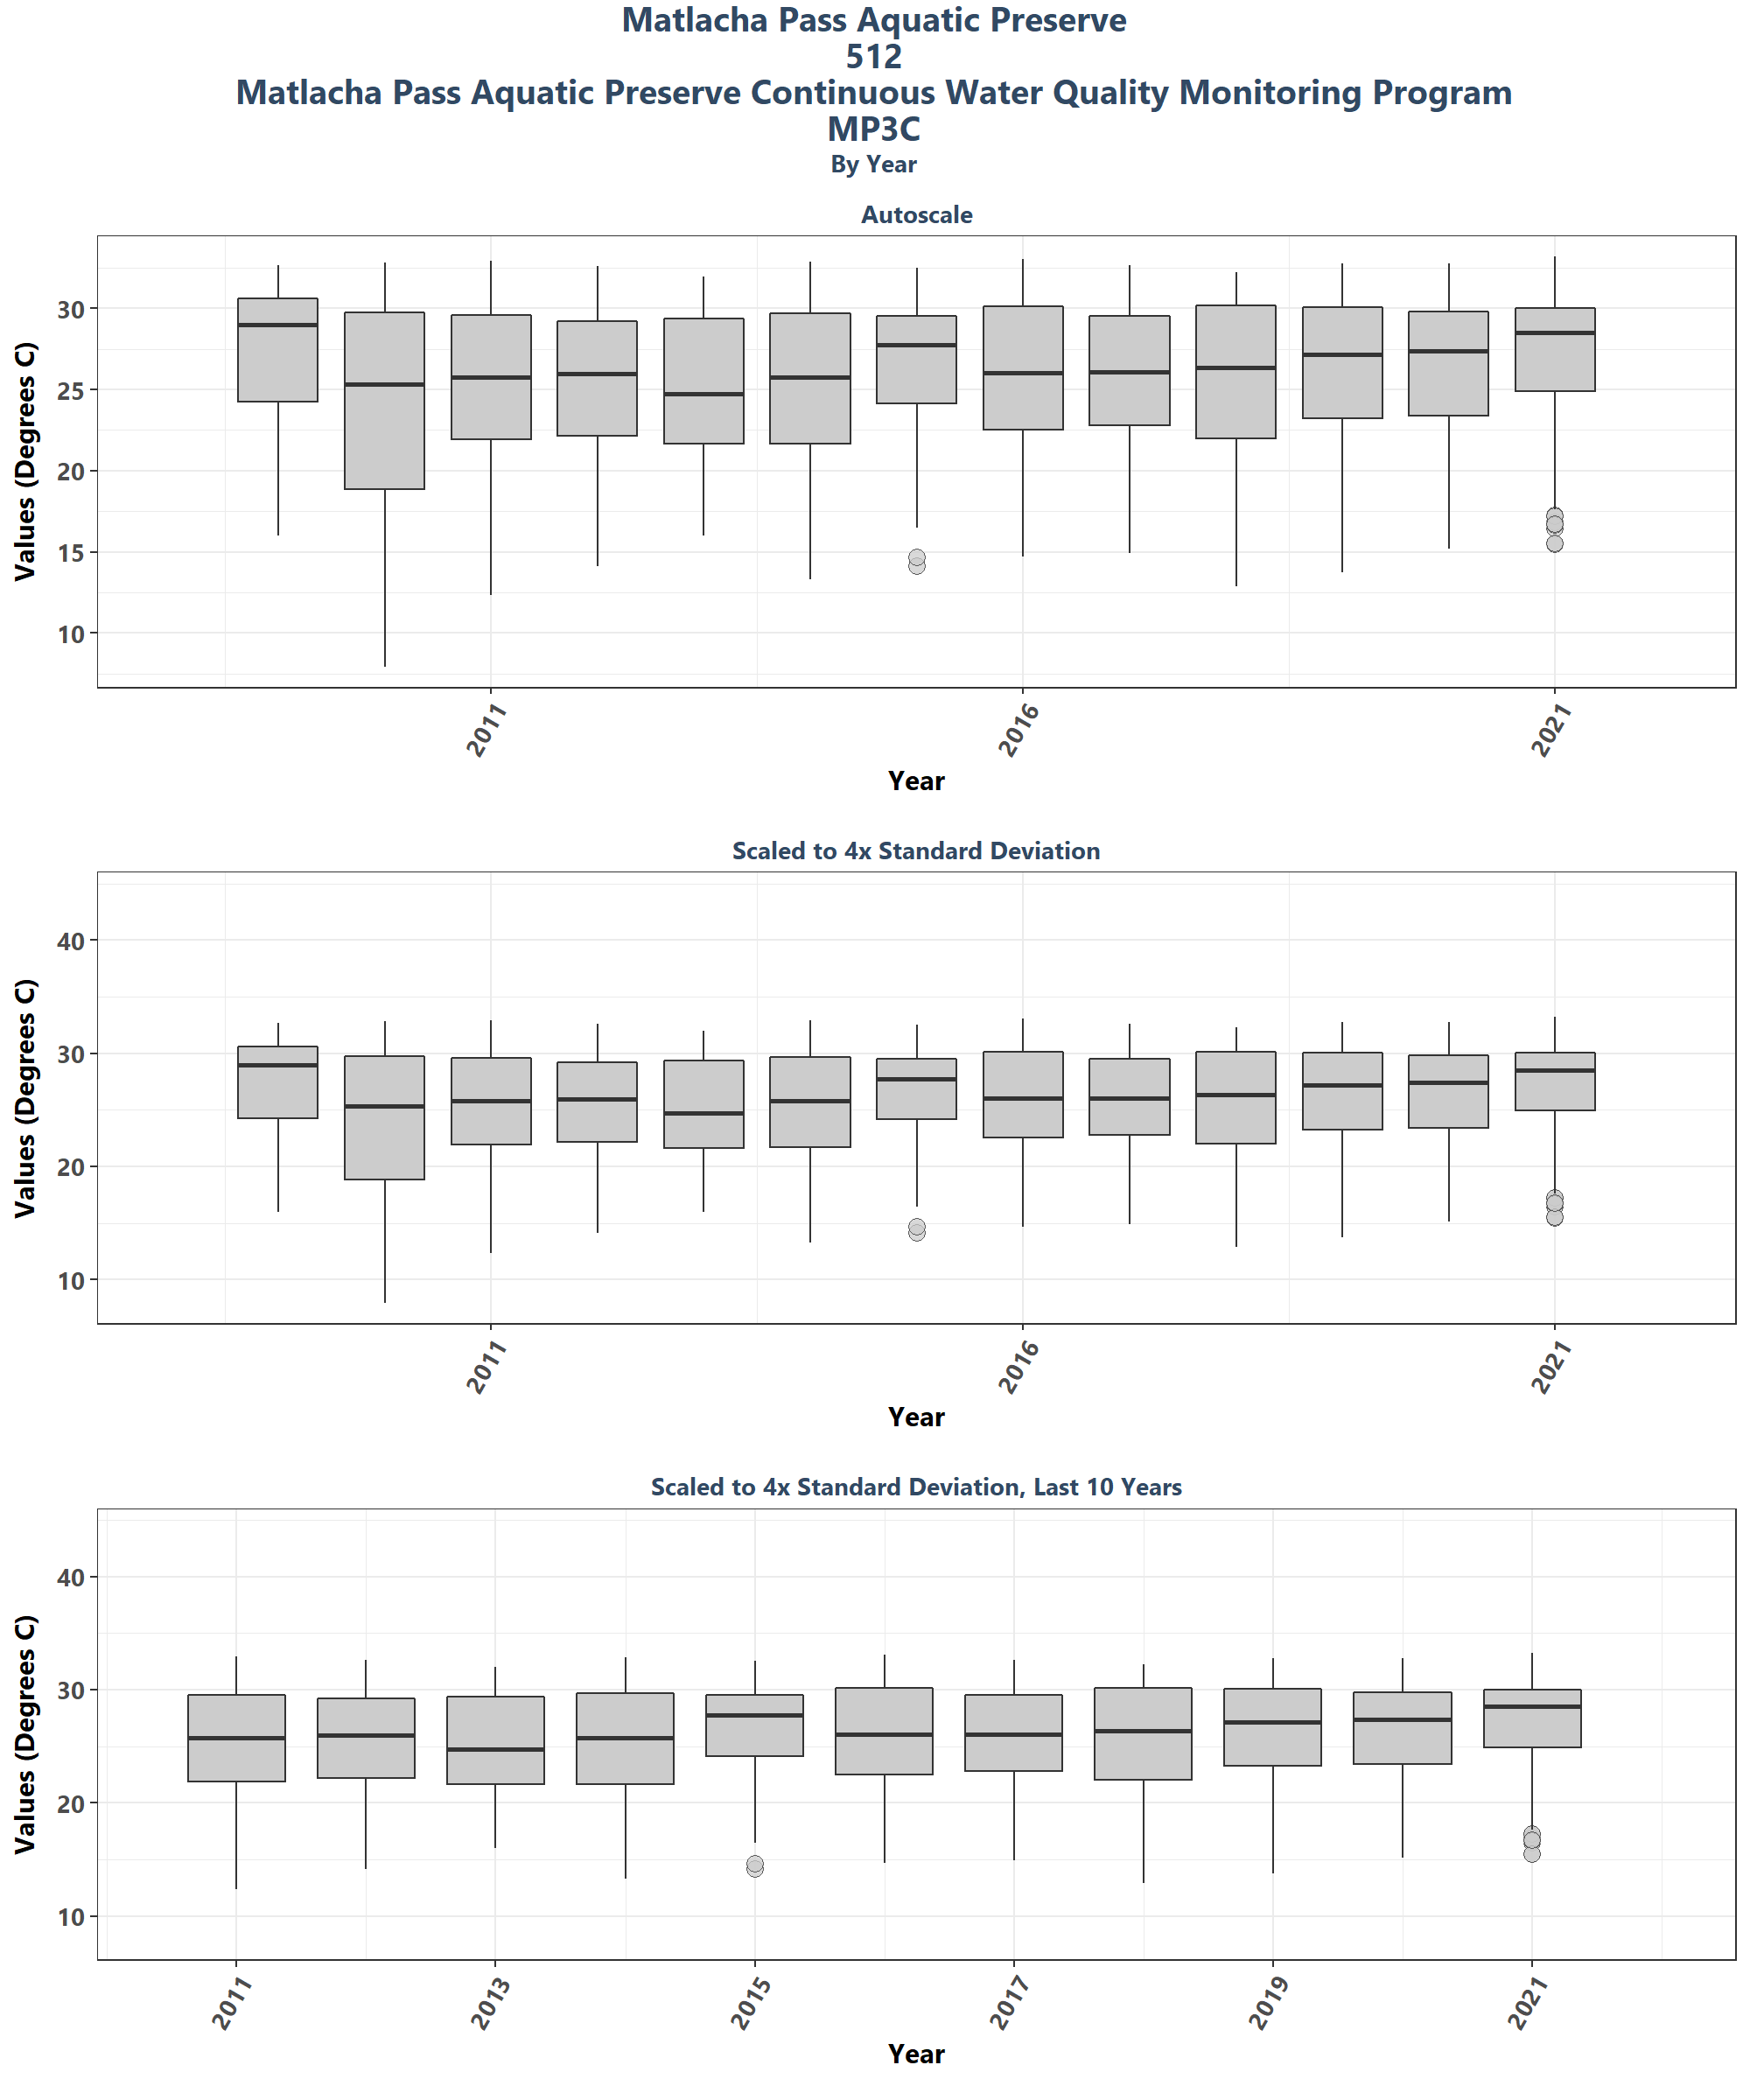 Matlacha Pass Aquatic Preserve
512
Matlacha Pass Aquatic Preserve Continuous Water Quality Monitoring Program
MP3C
By Year
Autoscale
Values (Degrees C)
30
25
20
15
10
2011
2016
2021
Year
Scaled to 4x Standard Deviation
Values (Degrees C)
40
30
20
10
2011
2016
2021
Year
Scaled to 4x Standard Deviation, Last 10 Years
Values (Degrees C)
40
30
20
10
2011
2013
2015
2017
2019
2021
Year